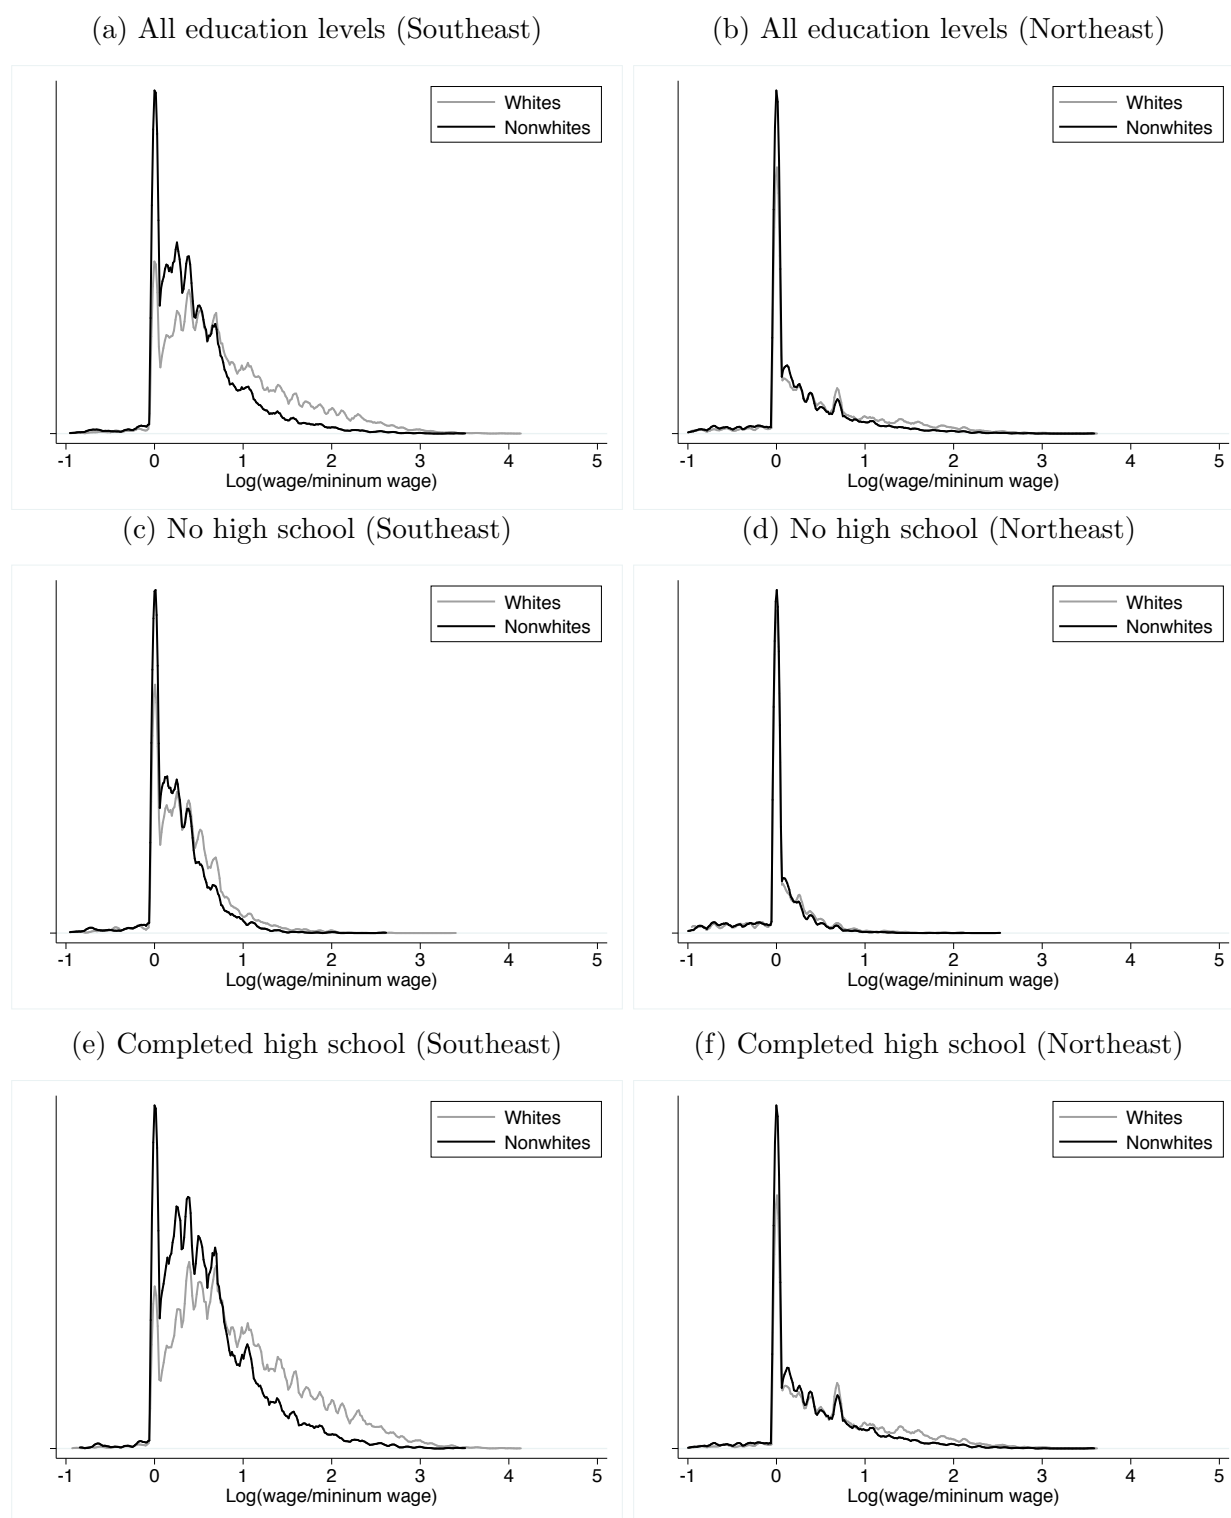 (a) All education levels (Southeast)
Whites
Nonwhites
-1 0 1 2 3 4 5
Log(wage/mininum wage)
(b) All education levels (Northeast)
Whites
Nonwhites
-1 0 1 2 3 4 5
Log(wage/mininum wage)
(c) No high school (Southeast)
Whites
Nonwhites
-1 0 1 2 3 4 5
Log(wage/mininum wage)
(d) No high school (Northeast)
Whites
Nonwhites
-1 0 1 2 3 4 5
Log(wage/mininum wage)
(e) Completed high school (Southeast)
Whites
Nonwhites
-1 0 1 2 3 4 5
Log(wage/mininum wage)
(f) Completed high school (Northeast)
Whites
Nonwhites
-1 0 1 2 3 4 5
Log(wage/mininum wage)